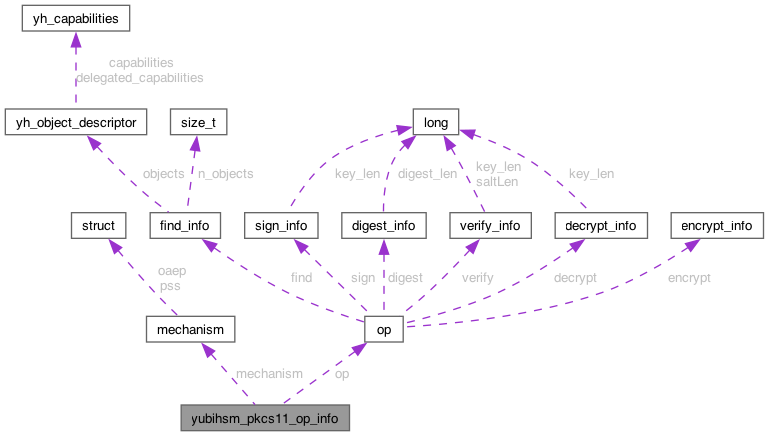 yh_capabilities
capabilities
delegated_capabilities
yh_object_descriptor
size_t
long
objects
n_objects
key_len
digest_len
key_len
saltLen
key_len
struct
find_info
sign_info
digest_info
verify_info
decrypt_info
encrypt_info
oaep
pss
find
sign
digest
verify
decrypt
encrypt
mechanism
op
mechanism
op
yubihsm_pkcs11_op_info